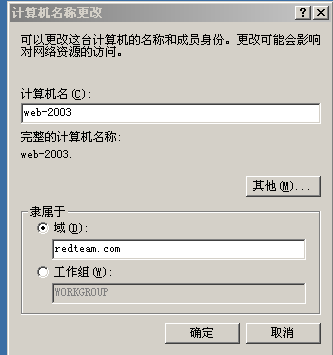 计算机名称更改
可以更改这台计算机的名称和成员身份。更改可能会影响
对网络资源的访问。
计算机名(C):
web-2003
完整的计算机名称:
web-2003.
其他(M)...
隶属于
域(D):
redteam.com
工作组(W):
WORKGROUP
确定
取消